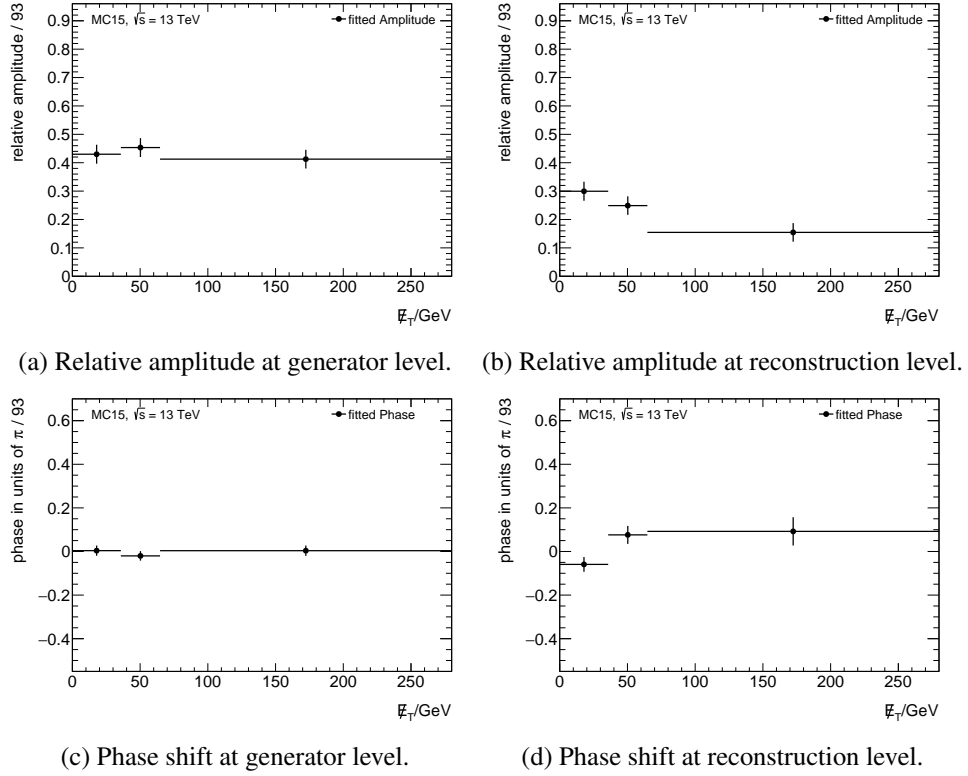 relative amplitude / 93
MC15, √s = 13 TeV
fitted Amplitude
0.9
0.8
0.7
0.6
0.5
0.4
0.3
0.2
0.1
0
0 50 100 150 200 250
E̸_T/GeV
(a) Relative amplitude at generator level.
relative amplitude / 93
MC15, √s = 13 TeV
fitted Amplitude
0.9
0.8
0.7
0.6
0.5
0.4
0.3
0.2
0.1
0
0 50 100 150 200 250
E̸_T/GeV
(b) Relative amplitude at reconstruction level.
phase in units of π / 93
MC15, √s = 13 TeV
fitted Phase
0.6
0.4
0.2
0
−0.2
−0.4
0 50 100 150 200 250
E̸_T/GeV
(c) Phase shift at generator level.
phase in units of π / 93
MC15, √s = 13 TeV
fitted Phase
0.6
0.4
0.2
0
−0.2
−0.4
0 50 100 150 200 250
E̸_T/GeV
(d) Phase shift at reconstruction level.